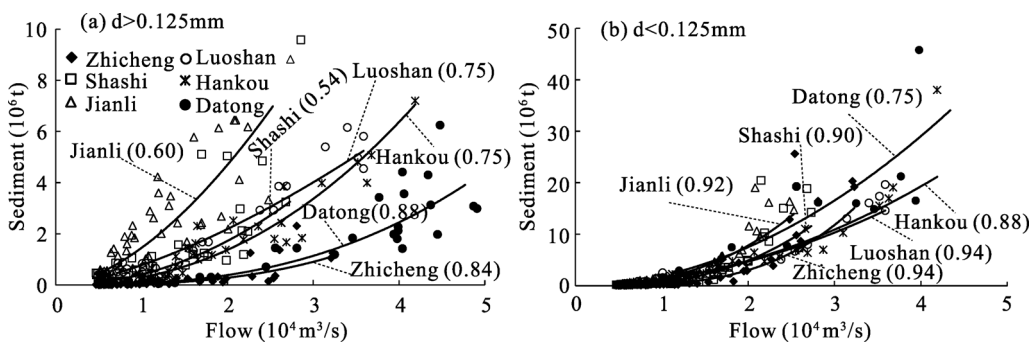 (a) d>0.125mm
10
8
6
4
2
0
Sediment (10⁶t)
Zhicheng
Luoshan
Shashi
Hankou
Jianli
Datong
Jianli (0.60)
Shashi (0.54)
Luoshan (0.75)
Hankou (0.75)
Datong (0.88)
Zhicheng (0.84)
0 1 2 3 4 5
Flow (10⁴m³/s)
(b) d<0.125mm
50
40
30
20
10
0
Sediment (10⁶t)
Datong (0.75)
Shashi (0.90)
Jianli (0.92)
Hankou (0.88)
Luoshan (0.94)
Zhicheng (0.94)
0 1 2 3 4 5
Flow (10⁴m³/s)